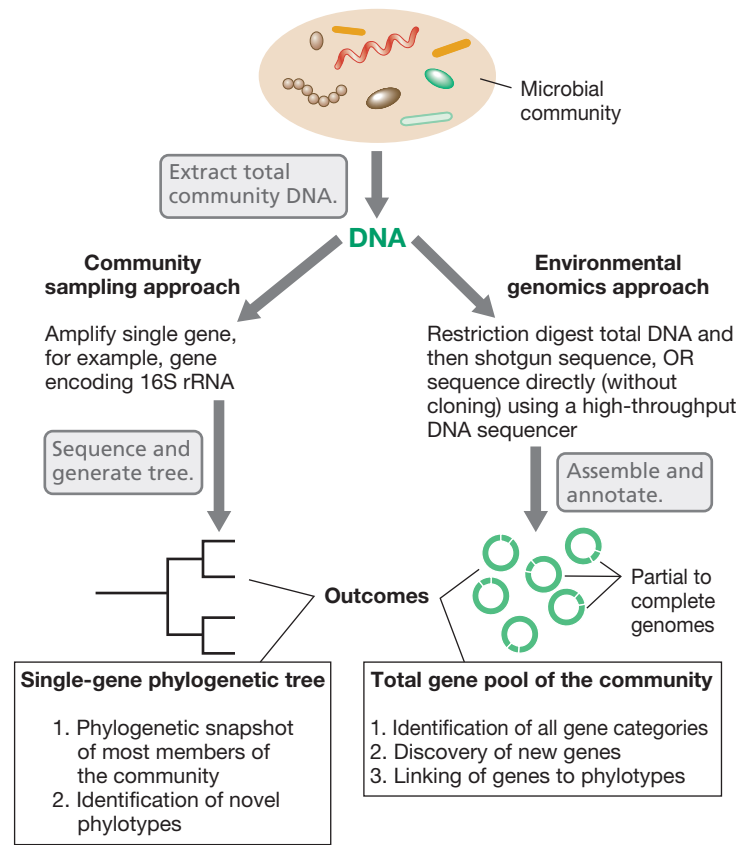 Microbial
community
Extract total
community DNA.
DNA
Community
sampling approach
Amplify single gene,
for example, gene
encoding 16S rRNA
Sequence and
generate tree.
Environmental
genomics approach
Restriction digest total DNA and
then shotgun sequence, OR
sequence directly (without
cloning) using a high-throughput
DNA sequencer
Assemble and
annotate.
Outcomes
Partial to
complete
genomes
Single-gene phylogenetic tree
1. Phylogenetic snapshot
of most members of
the community
2. Identification of novel
phylotypes
Total gene pool of the community
1. Identification of all gene categories
2. Discovery of new genes
3. Linking of genes to phylotypes